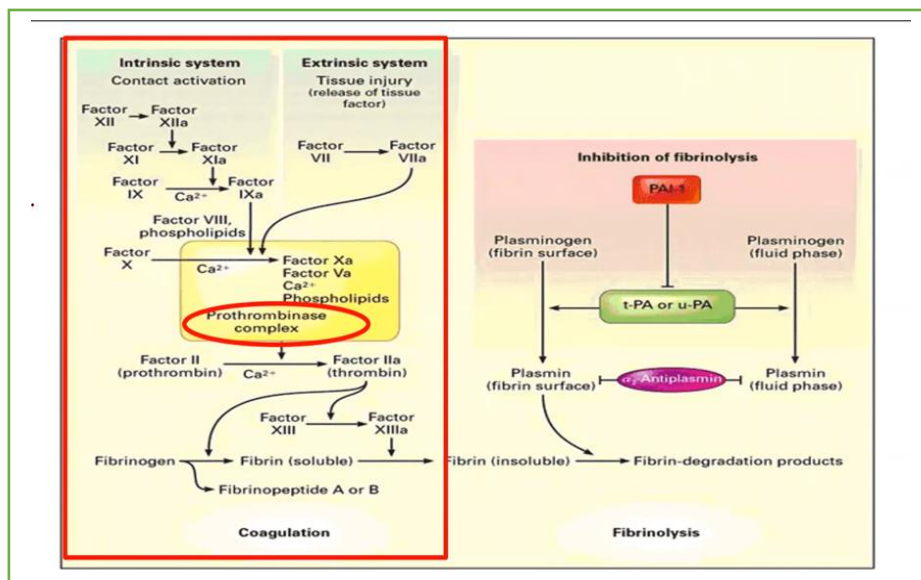 Intrinsic system
Contact activation
Extrinsic system
Tissue injury
(release of tissue
factor)
Factor
XII
Factor
XIIa
Factor
XI
Factor
XIa
Factor
VII
Factor
VIIa
Factor
IX
Ca2+
Factor
IXa
Factor VIII,
phospholipids
Factor
X
Ca2+
Factor Xa
Factor Va
Ca2+
Phospholipids
Prothrombinase
complex
Factor II
(prothrombin)
Ca2+
Factor IIa
(thrombin)
Factor
XIII
Factor
XIIIa
Fibrinogen
Fibrin (soluble)
Fibrin (insoluble)
Fibrin-degradation products
Fibrinopeptide A or B
Coagulation
Inhibition of fibrinolysis
PAI-1
Plasminogen
(fibrin surface)
Plasminogen
(fluid phase)
t-PA or u-PA
Plasmin
(fibrin surface)
α2-Antiplasmin
Plasmin
(fluid phase)
Fibrinolysis